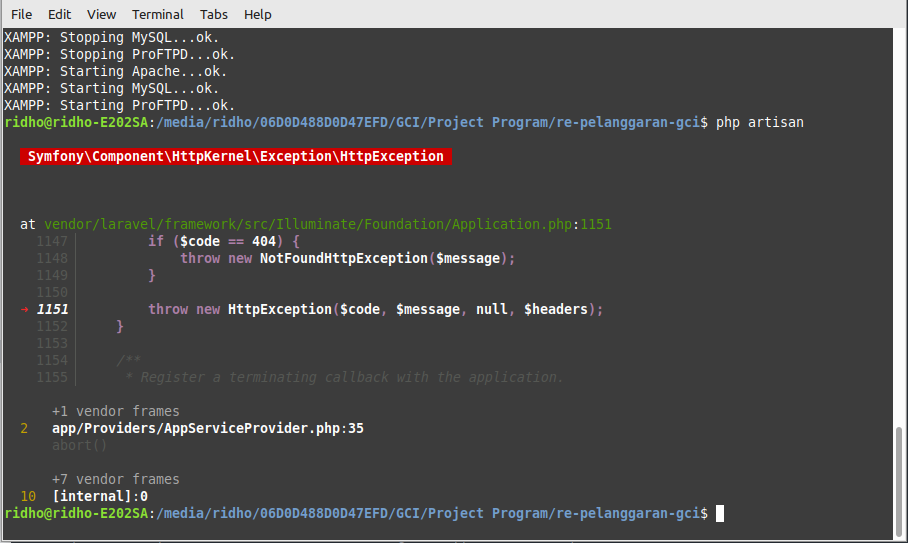 File Edit View Terminal Tabs Help
XAMPP: Stopping MySQL...ok.
XAMPP: Stopping ProFTPD...ok.
XAMPP: Starting Apache...ok.
XAMPP: Starting MySQL...ok.
XAMPP: Starting ProFTPD...ok.
ridho@ridho-E202SA:/media/ridho/06D0D488D0D47EFD/GCI/Project Program/re-pelanggaran-gci$ php artisan
Symfony\Component\HttpKernel\Exception\HttpException
at vendor/laravel/framework/src/Illuminate/Foundation/Application.php:1151
1147 if ($code == 404) {
1148 throw new NotFoundHttpException($message);
1149 }
1150
➜ 1151 throw new HttpException($code, $message, null, $headers);
1152 }
1153
1154 /**
1155 * Register a terminating callback with the application.
+1 vendor frames
2 app/Providers/AppServiceProvider.php:35
abort()
+7 vendor frames
10 [internal]:0
ridho@ridho-E202SA:/media/ridho/06D0D488D0D47EFD/GCI/Project Program/re-pelanggaran-gci$